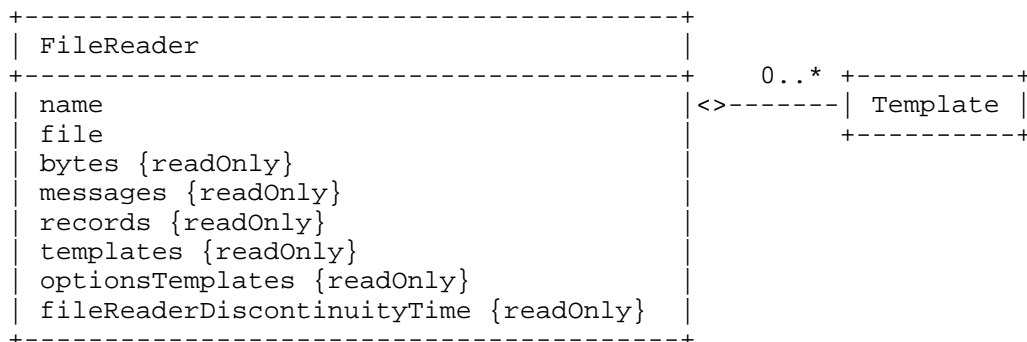 +------------------------------------------+
| FileReader                               |
+------------------------------------------+    0..* +----------+
| name                                     |<>-------| Template |
| file                                     |         +----------+
| bytes {readOnly}                         |
| messages {readOnly}                      |
| records {readOnly}                       |
| templates {readOnly}                     |
| optionsTemplates {readOnly}              |
| fileReaderDiscontinuityTime {readOnly}   |
+------------------------------------------+